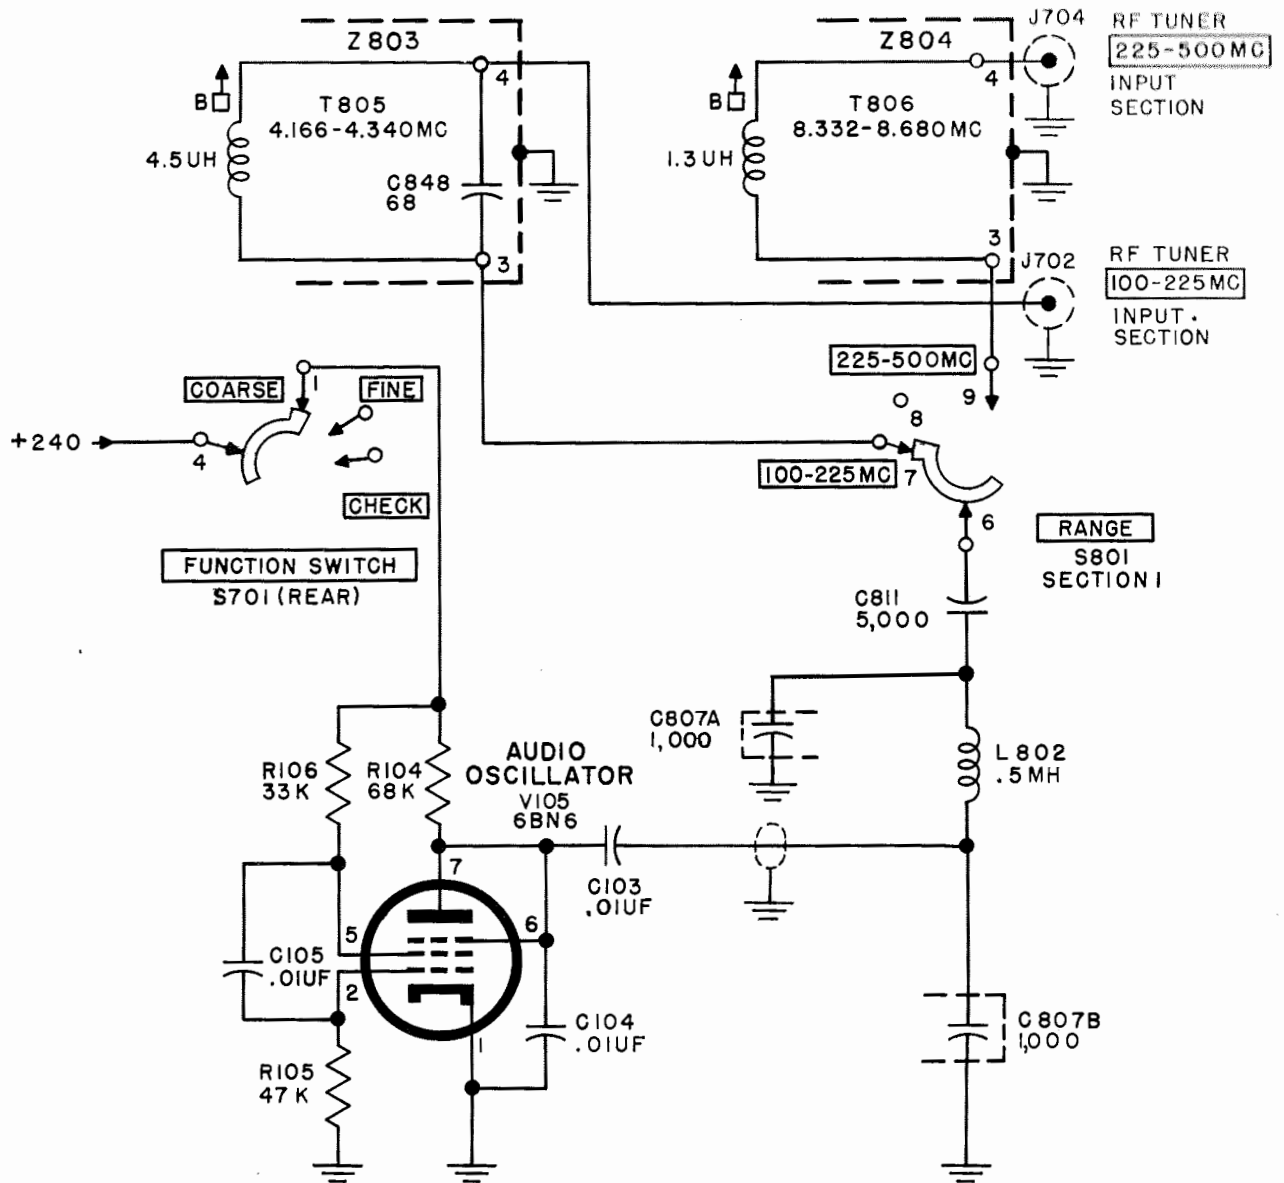 J704
RF TUNER
225-500MC
INPUT
SECTION
Z803
4
B
T805
4.166-4.340MC
4.5UH
C848
68
3
Z804
4
B
T806
8.332-8.680MC
1.3UH
3
J702
RF TUNER
100-225MC
INPUT.
SECTION
225-500MC
9
8
COARSE
1
FINE
+240
4
CHECK
100-225MC
7
6
RANGE
S801
SECTION 1
FUNCTION SWITCH
S701 (REAR)
C811
5,000
C807A
1,000
L802
.5MH
R106
33K
R104
68K
AUDIO
OSCILLATOR
V105
6BN6
7
C103
.01UF
5
6
C105
.01UF
2
C104
.01UF
1
C807B
1,000
R105
47K